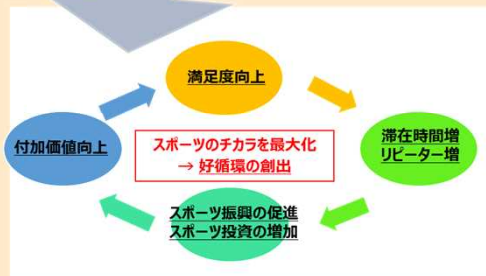 満足度向上
付加価値向上
スポーツのチカラを最大化
→ 好循環の創出
滞在時間増
リピーター増
スポーツ振興の促進
スポーツ投資の増加